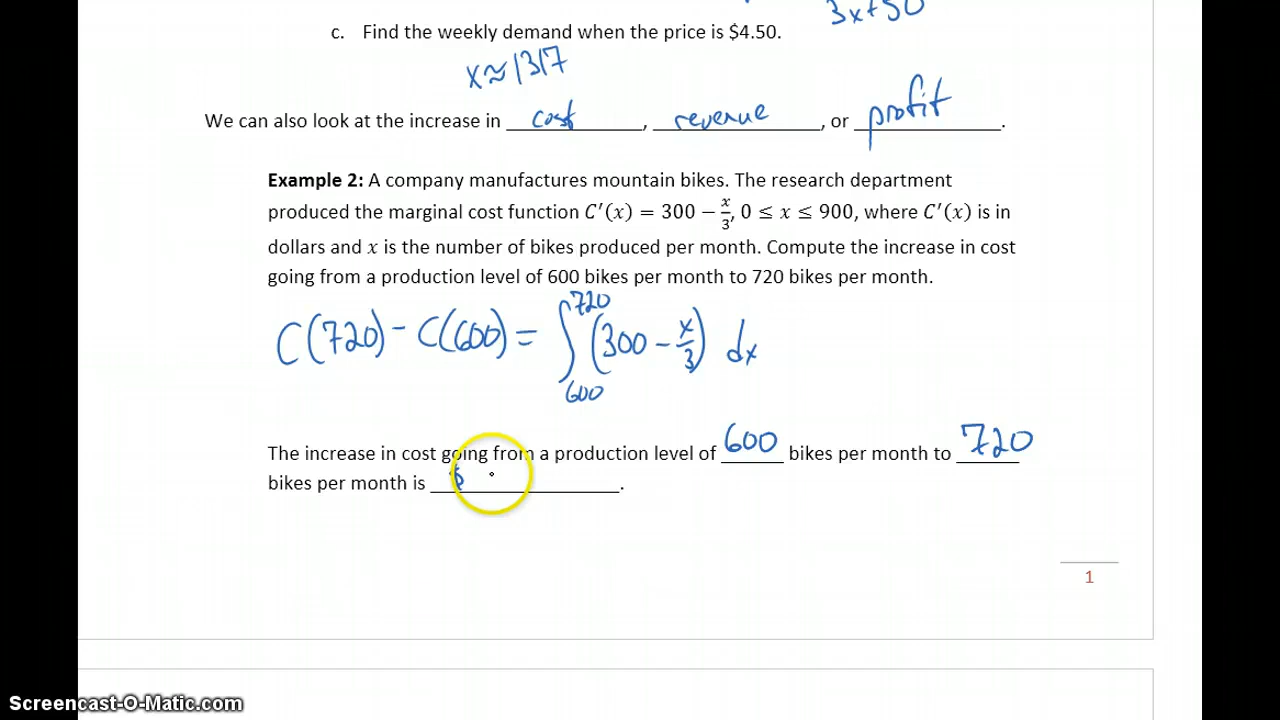 3x+50
c. Find the weekly demand when the price is $4.50.
x≈1317
We can also look at the increase in cost, revenue, or profit.
Example 2: A company manufactures mountain bikes. The research department
produced the marginal cost function C′(x) = 300 − x/3, 0 ≤ x ≤ 900, where C′(x) is in
dollars and x is the number of bikes produced per month. Compute the increase in cost
going from a production level of 600 bikes per month to 720 bikes per month.
C(720) - C(600) = ∫_600^720 (300 - x/3) dx
The increase in cost going from a production level of 600 bikes per month to 720
bikes per month is $ .
1
Screencast-O-Matic.com